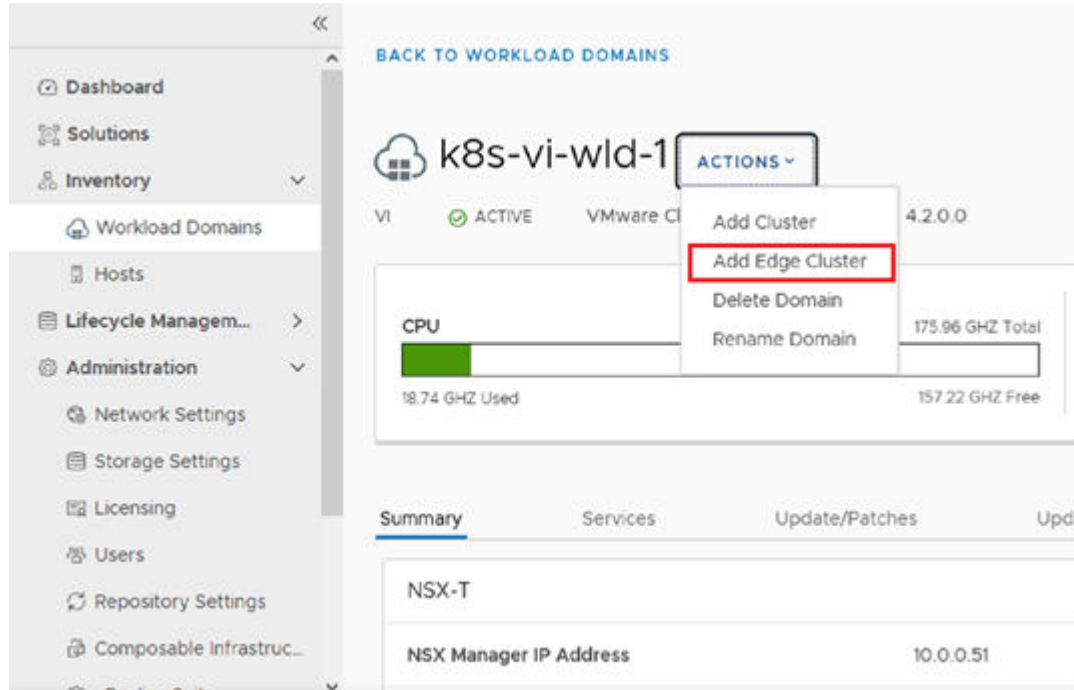 «
Dashboard
Solutions
Inventory
Workload Domains
Hosts
Lifecycle Managem...
Administration
Network Settings
Storage Settings
Licensing
Users
Repository Settings
Composable Infrastruc...
BACK TO WORKLOAD DOMAINS
k8s-vi-wld-1 ACTIONS
VI ACTIVE VMware Cl 4.2.0.0
Add Cluster
Add Edge Cluster
Delete Domain
Rename Domain
CPU 175.96 GHZ Total
18.74 GHZ Used 157.22 GHZ Free
Summary Services Update/Patches Upd
NSX-T
NSX Manager IP Address 10.0.0.51